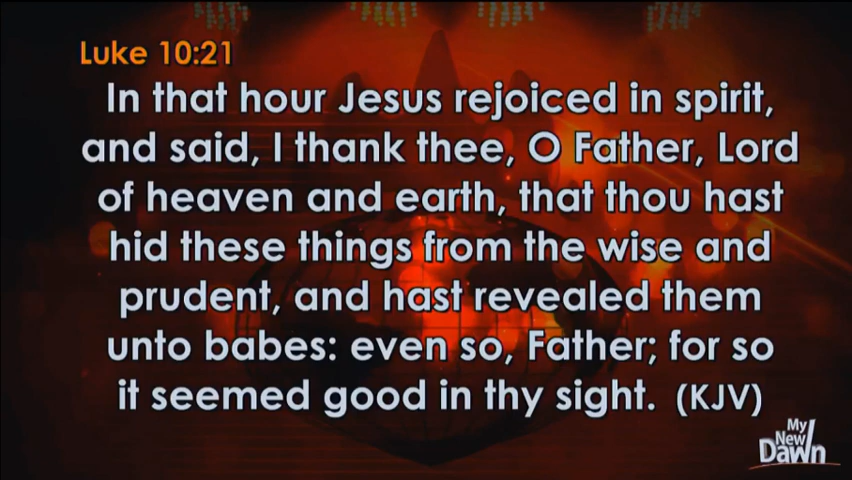 Luke 10:21
In that hour Jesus rejoiced in spirit,
and said, I thank thee, O Father, Lord
of heaven and earth, that thou hast
hid these things from the wise and
prudent, and hast revealed them
unto babes: even so, Father; for so
it seemed good in thy sight. (KJV)
My
New
Dawn